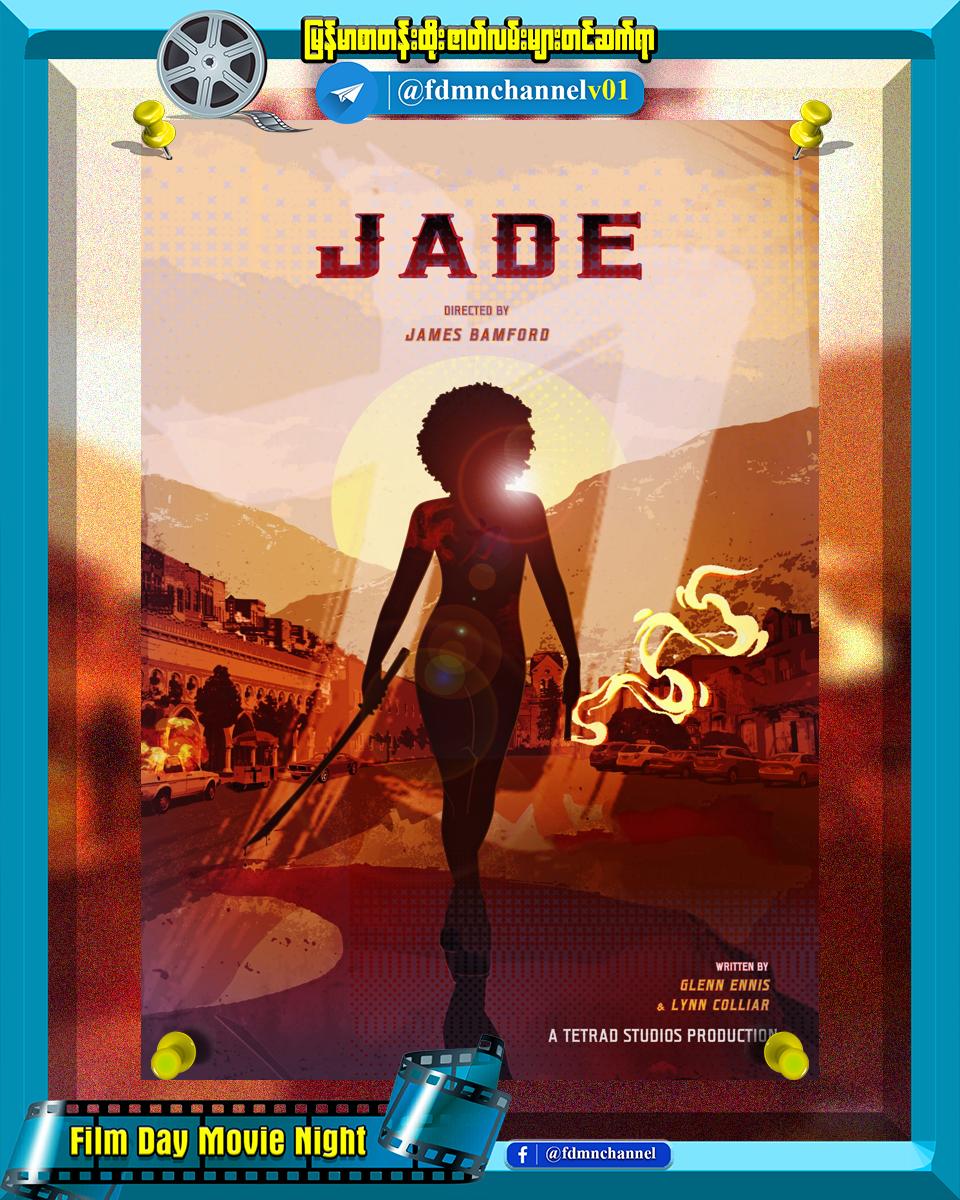 မြန်မာစာတန်းထိုးဇာတ်လမ်းများတင်ဆက်ရာ
@fdmnchannelv01
JADE
DIRECTED BY
JAMES BAMFORD
WRITTEN BY
GLENN ENNIS
& LYNN COLLIAR
A TETRAD STUDIOS PRODUCTION
Film Day Movie Night
f @fdmnchannel